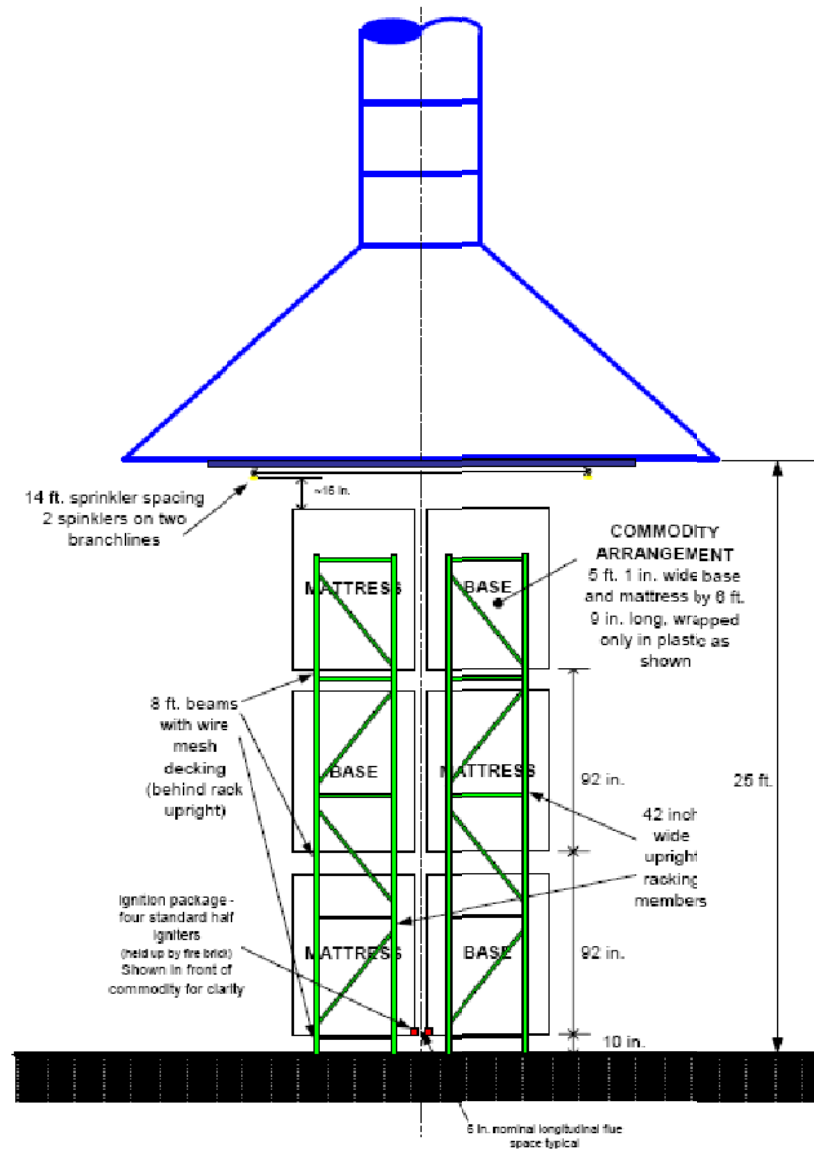 14 ft. sprinkler spacing
2 spinklers on two
branchlines
~15 in.
COMMODITY
ARRANGEMENT
5 ft. 1 in. wide base
and mattress by 6 ft.
9 in. long, wrapped
only in plastic as
shown
MATTRESS
BASE
8 ft. beams
with wire
mesh
decking
(behind rack
upright)
BASE
MATTRESS
92 in.
25 ft.
42 inch
wide
upright
racking
members
Ignition package -
four standard half
igniters
(held up by fire brick)
Shown in front of
commodity for clarity
MATTRESS
BASE
92 in.
10 in.
6 in. nominal longitudinal flue
space typical